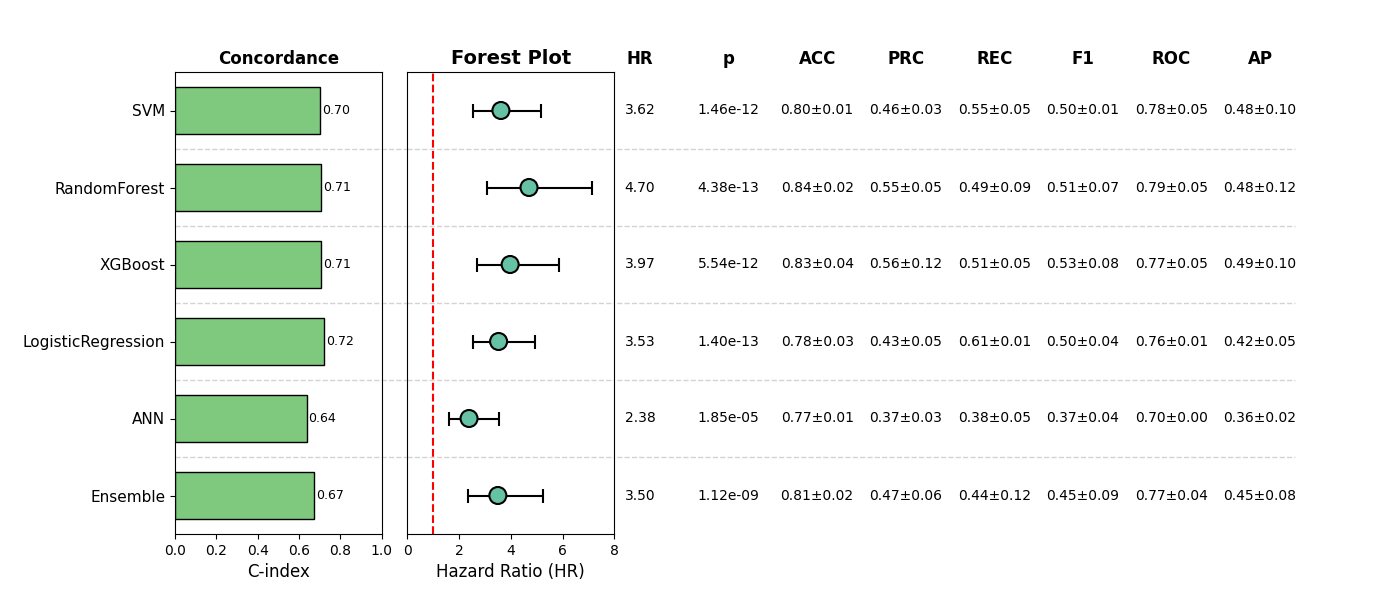 Concordance Forest Plot HR p ACC PRC REC F1 ROC AP
SVM 0.70 3.62 1.46e-12 0.80±0.01 0.46±0.03 0.55±0.05 0.50±0.01 0.78±0.05 0.48±0.10
RandomForest 0.71 4.70 4.38e-13 0.84±0.02 0.55±0.05 0.49±0.09 0.51±0.07 0.79±0.05 0.48±0.12
XGBoost 0.71 3.97 5.54e-12 0.83±0.04 0.56±0.12 0.51±0.05 0.53±0.08 0.77±0.05 0.49±0.10
LogisticRegression 0.72 3.53 1.40e-13 0.78±0.03 0.43±0.05 0.61±0.01 0.50±0.04 0.76±0.01 0.42±0.05
ANN 0.64 2.38 1.85e-05 0.77±0.01 0.37±0.03 0.38±0.05 0.37±0.04 0.70±0.00 0.36±0.02
Ensemble 0.67 3.50 1.12e-09 0.81±0.02 0.47±0.06 0.44±0.12 0.45±0.09 0.77±0.04 0.45±0.08
0.0 0.2 0.4 0.6 0.8 1.0 0 2 4 6 8
C-index Hazard Ratio (HR)